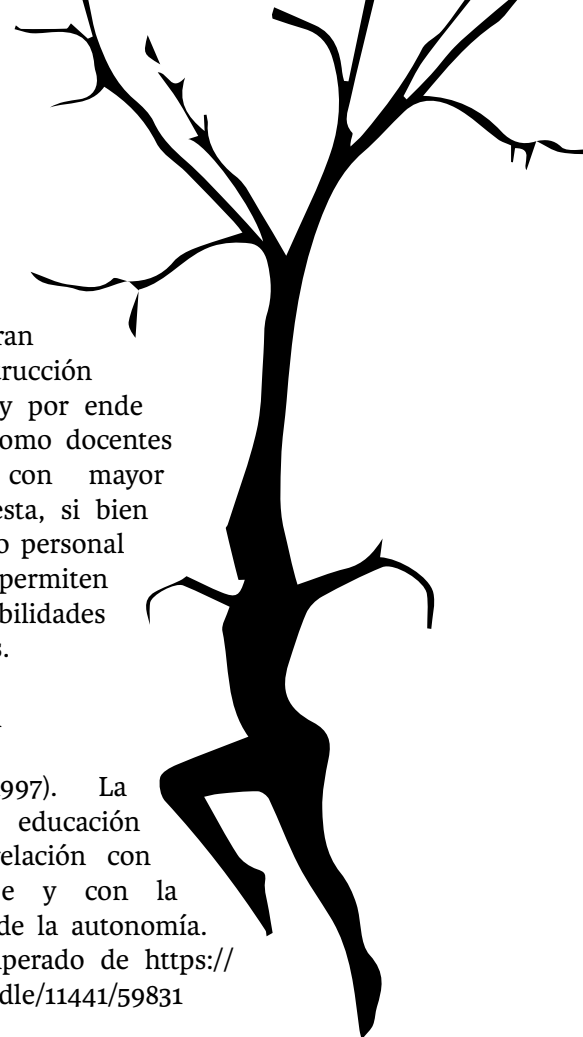 ran
rucción
y por ende
omo docentes
con mayor
esta, si bien
o personal
permiten
bilidades
s.
997). La
educación
relación con
e y con la
de la autonomía.
perado de https://
dle/11441/59831